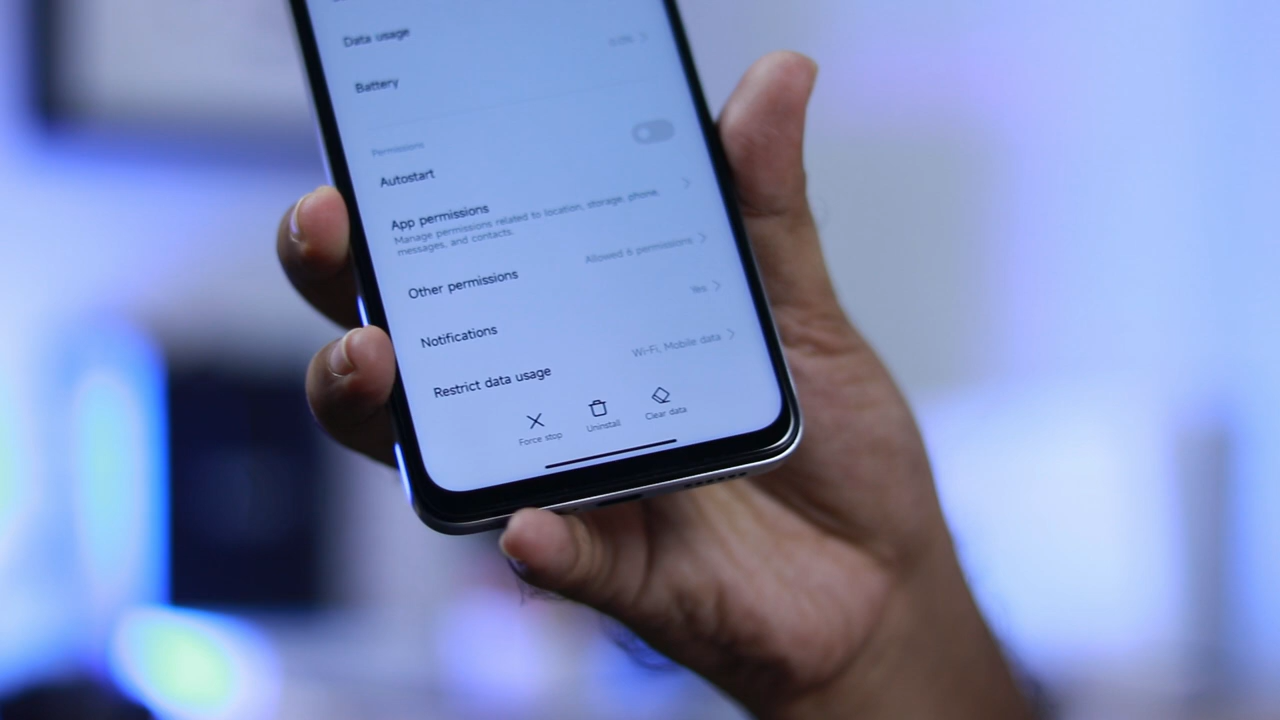 Data usage
Battery
Permissions
Autostart
App permissions
Manage permissions related to location, storage, phone,
messages, and contacts.
Allowed 6 permissions
Other permissions
Yes
Notifications
Wi-Fi, Mobile data
Restrict data usage
Force stop
Uninstall
Clear data